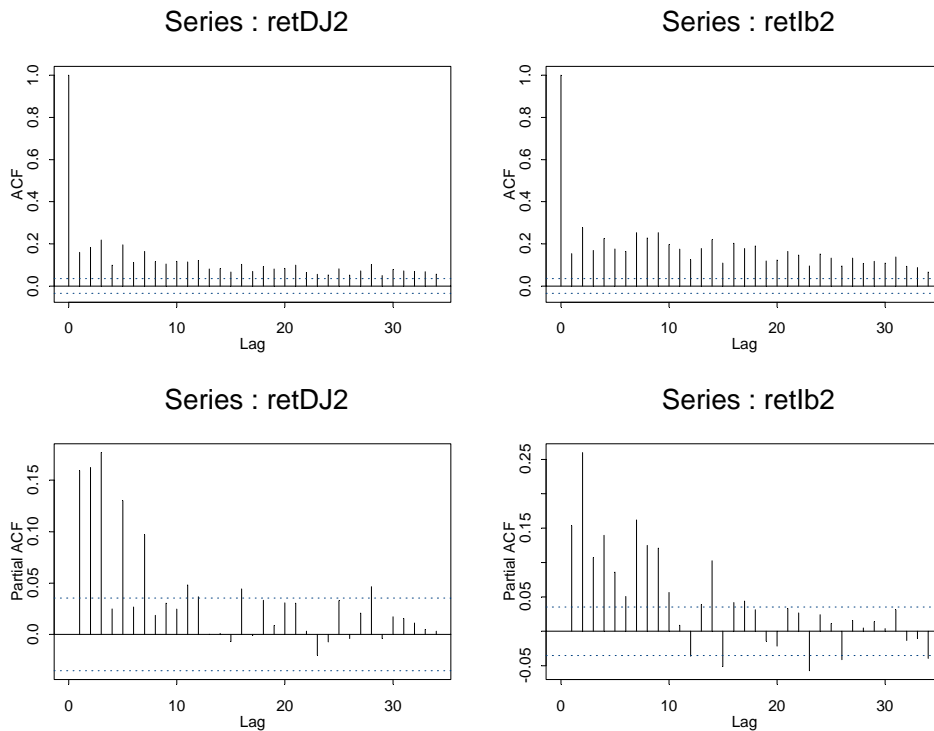 Series : retDJ2
Series : retIb2
ACF
0.0 0.2 0.4 0.6 0.8 1.0
0 10 20 30
Lag
ACF
0.0 0.2 0.4 0.6 0.8 1.0
0 10 20 30
Lag
Series : retDJ2
Series : retIb2
Partial ACF
0.0 0.05 0.10 0.15
0 10 20 30
Lag
Partial ACF
-0.05 0.05 0.15 0.25
0 10 20 30
Lag